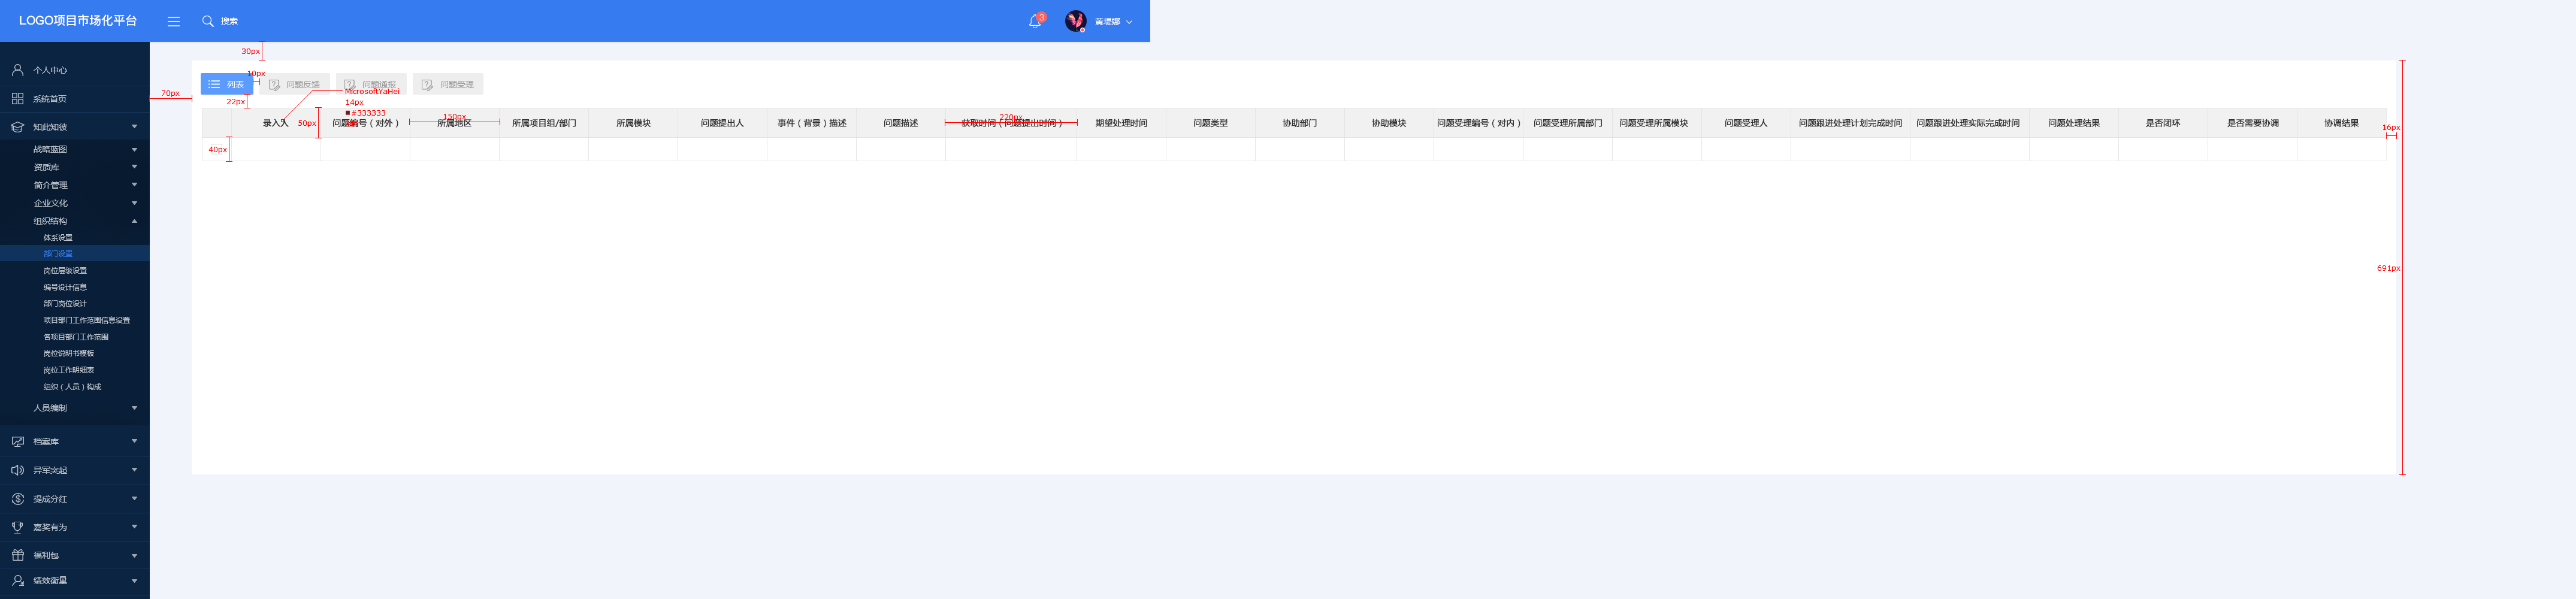 LOGO项目市场化平台
搜索
3
黄堤娜
30px
个人中心
系统首页
知此知彼
战略蓝图
资质库
简介管理
企业文化
组织结构
体系设置
部门设置
岗位层级设置
编号设计信息
部门岗位设计
项目部门工作范围信息设置
各项目部门工作范围
岗位说明书模板
岗位工作明细表
组织（人员）构成
人员编制
档案库
异军突起
提成分红
嘉奖有为
福利包
绩效衡量
10px
列表
问题反馈
问题通报
问题受理
70px
22px
MicrosoftYaHei
14px
#333333
50px
150px
220px
16px
录入人
问题编号（对外）
所属地区
所属项目组/部门
所属模块
问题提出人
事件（背景）描述
问题描述
获取时间（问题提出时间）
期望处理时间
问题类型
协助部门
协助模块
问题受理编号（对内）
问题受理所属部门
问题受理所属模块
问题受理人
问题跟进处理计划完成时间
问题跟进处理实际完成时间
问题处理结果
是否闭环
是否需要协调
协调结果
40px
691px